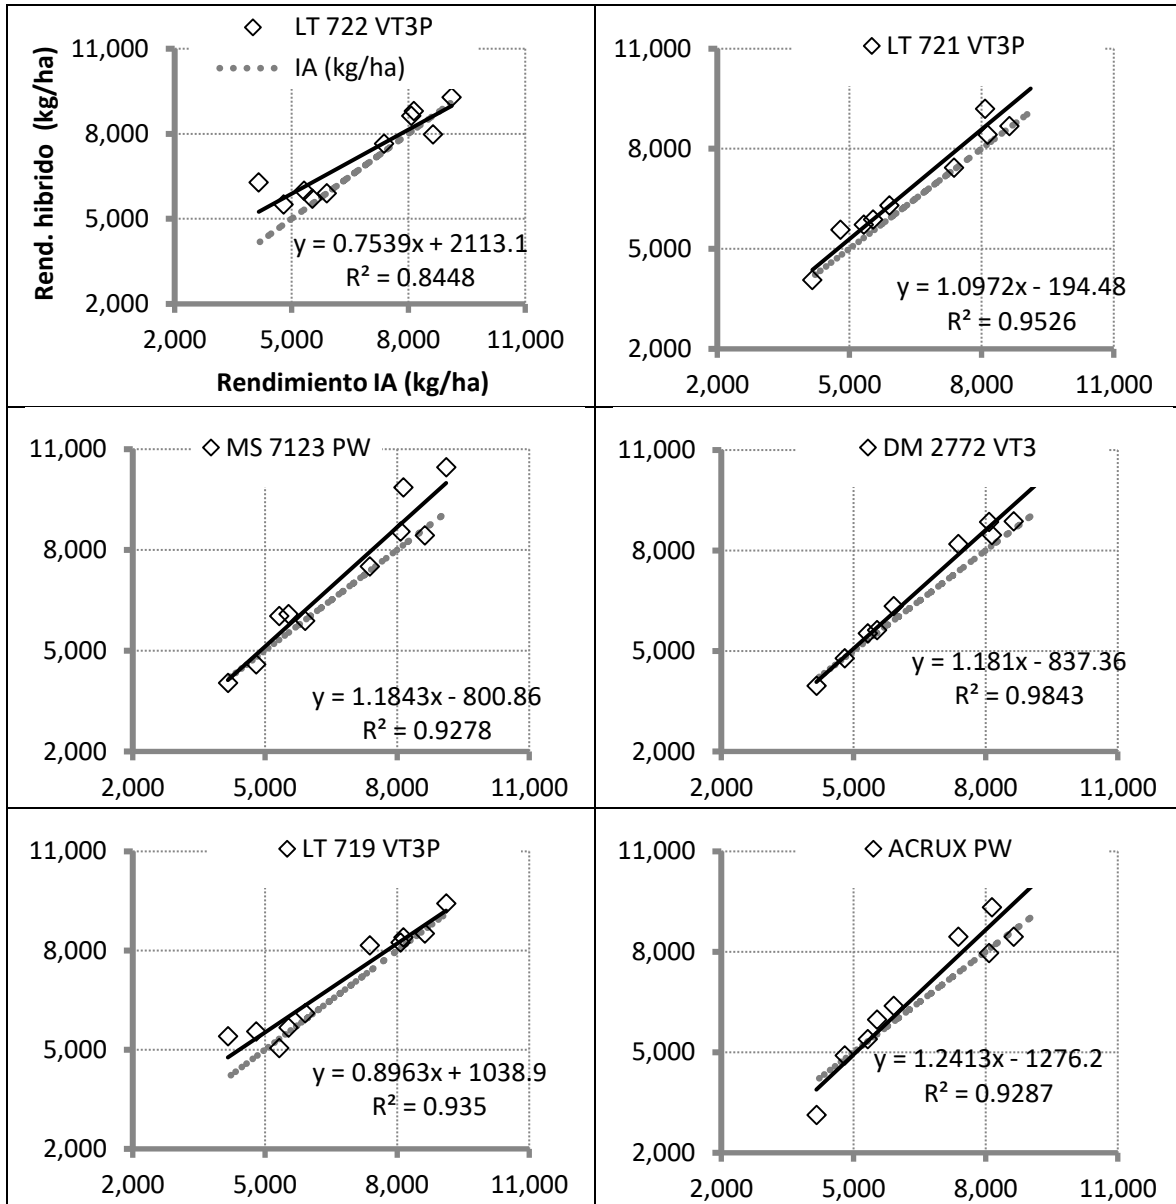 LT 722 VT3P
IA (kg/ha)
11,000
8,000
5,000
2,000
Rend. hibrido (kg/ha)
y = 0.7539x + 2113.1
R² = 0.8448
2,000 5,000 8,000 11,000
Rendimiento IA (kg/ha)
LT 721 VT3P
11,000
8,000
5,000
2,000
y = 1.0972x - 194.48
R² = 0.9526
2,000 5,000 8,000 11,000
MS 7123 PW
11,000
8,000
5,000
2,000
y = 1.1843x - 800.86
R² = 0.9278
2,000 5,000 8,000 11,000
DM 2772 VT3
11,000
8,000
5,000
2,000
y = 1.181x - 837.36
R² = 0.9843
2,000 5,000 8,000 11,000
LT 719 VT3P
11,000
8,000
5,000
2,000
y = 0.8963x + 1038.9
R² = 0.935
2,000 5,000 8,000 11,000
ACRUX PW
11,000
8,000
5,000
2,000
y = 1.2413x - 1276.2
R² = 0.9287
2,000 5,000 8,000 11,000